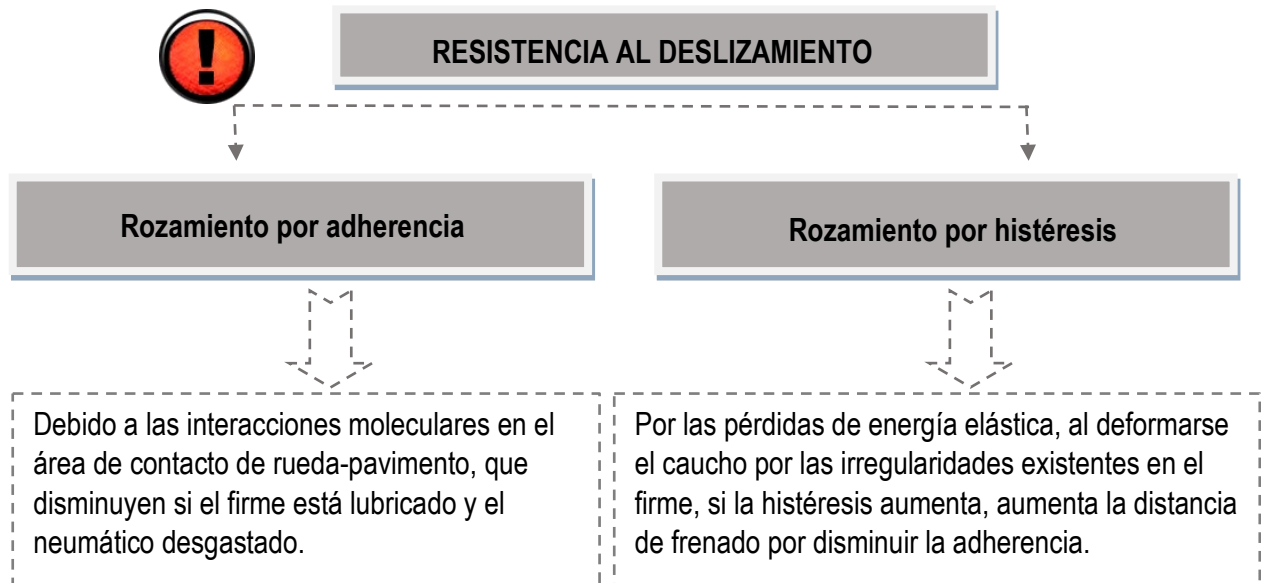 RESISTENCIA AL DESLIZAMIENTO
Rozamiento por adherencia
Rozamiento por histéresis
Debido a las interacciones moleculares en el
área de contacto de rueda-pavimento, que
disminuyen si el firme está lubricado y el
neumático desgastado.
Por las pérdidas de energía elástica, al deformarse
el caucho por las irregularidades existentes en el
firme, si la histéresis aumenta, aumenta la distancia
de frenado por disminuir la adherencia.